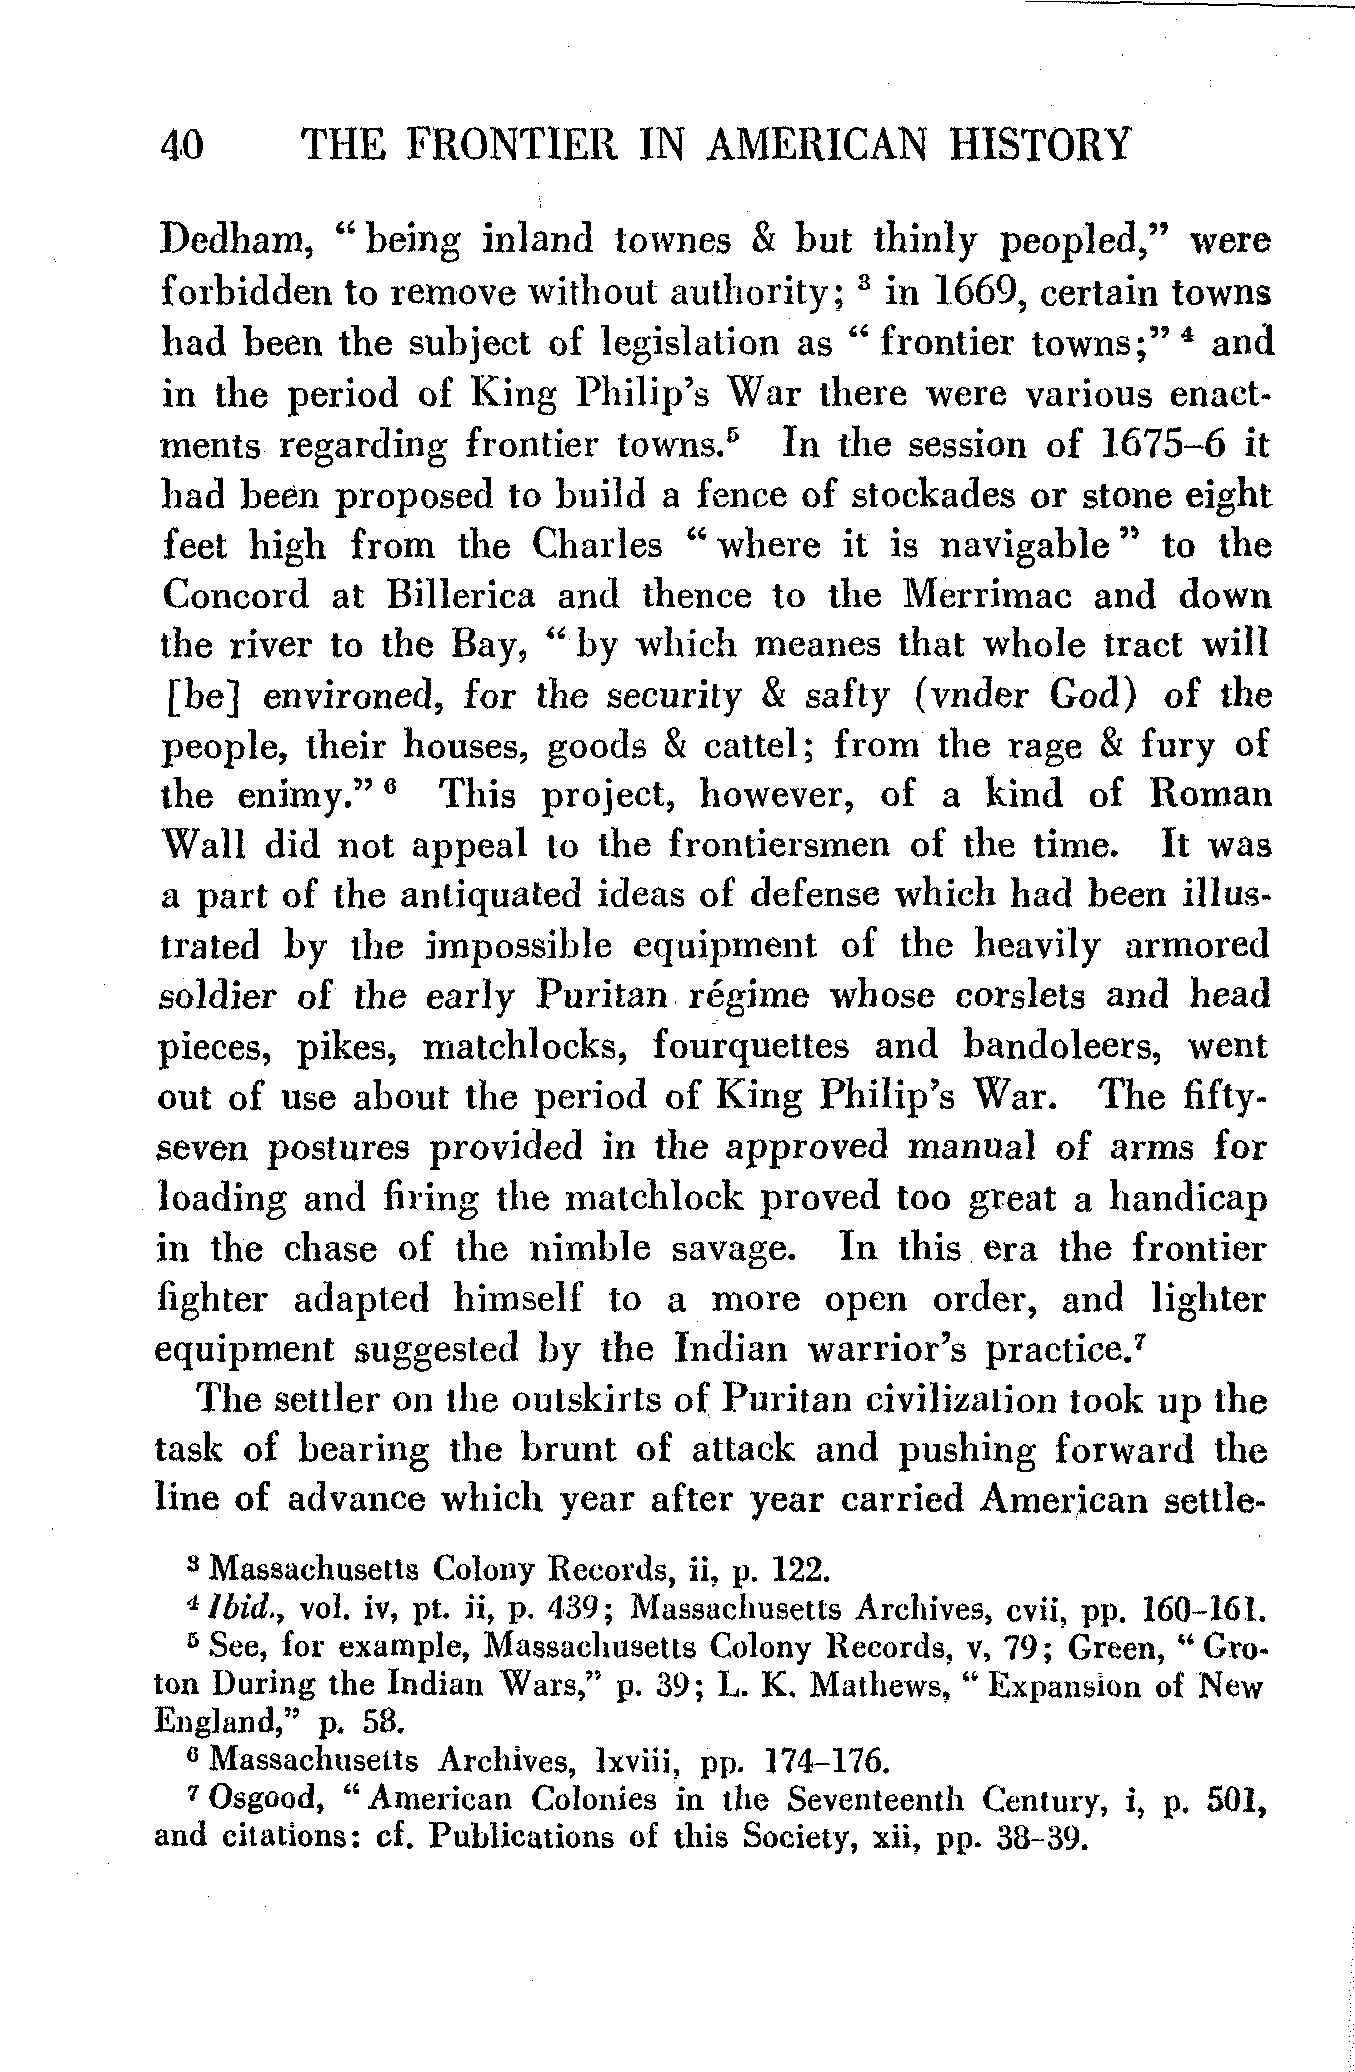 40 THE FRONTIER IN AMERICAN HISTORY
Dedham, “being inland townes & but thinly peopled,” were
forbidden to remove without authority; ³ in 1669, certain towns
had been the subject of legislation as “ frontier towns;” ⁴ and
in the period of King Philip’s War there were various enact-
ments regarding frontier towns.⁵ In the session of 1675–6 it
had been proposed to build a fence of stockades or stone eight
feet high from the Charles “where it is navigable” to the
Concord at Billerica and thence to the Merrimac and down
the river to the Bay, “by which meanes that whole tract will
[be] environed, for the security & safty (vnder God) of the
people, their houses, goods & cattel; from the rage & fury of
the enimy.” ⁶ This project, however, of a kind of Roman
Wall did not appeal to the frontiersmen of the time. It was
a part of the antiquated ideas of defense which had been illus-
trated by the impossible equipment of the heavily armored
soldier of the early Puritan régime whose corslets and head
pieces, pikes, matchlocks, fourquettes and bandoleers, went
out of use about the period of King Philip’s War. The fifty-
seven postures provided in the approved manual of arms for
loading and firing the matchlock proved too great a handicap
in the chase of the nimble savage. In this era the frontier
fighter adapted himself to a more open order, and lighter
equipment suggested by the Indian warrior’s practice.⁷
The settler on the outskirts of Puritan civilization took up the
task of bearing the brunt of attack and pushing forward the
line of advance which year after year carried American settle-
³ Massachusetts Colony Records, ii, p. 122.
⁴ Ibid., vol. iv, pt. ii, p. 439; Massachusetts Archives, cvii, pp. 160–161.
⁵ See, for example, Massachusetts Colony Records, v, 79; Green, “Gro-
ton During the Indian Wars,” p. 39; L. K. Mathews, “Expansion of New
England,” p. 58.
⁶ Massachusetts Archives, lxviii, pp. 174–176.
⁷ Osgood, “American Colonies in the Seventeenth Century, i, p. 501,
and citations: cf. Publications of this Society, xii, pp. 38–39.